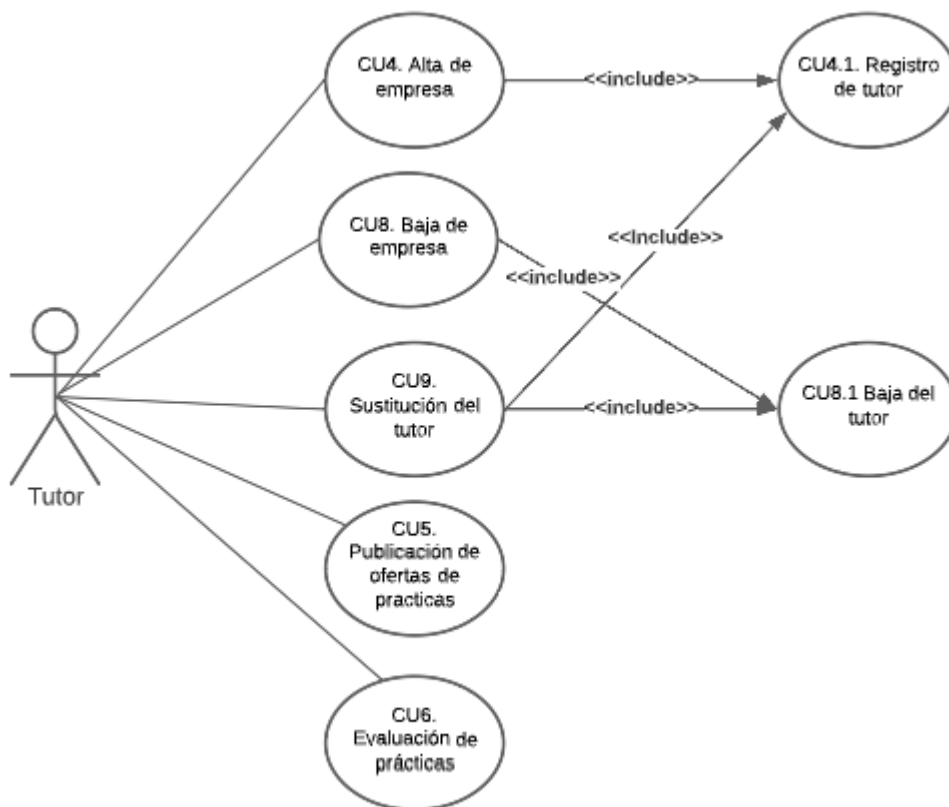 CU4. Alta de
empresa
<<include>>
CU4.1. Registro
de tutor
CU8. Baja de
empresa
<<Include>>
<<include>>
CU9.
Sustitución del
tutor
<<include>>
CU8.1 Baja del
tutor
Tutor
CU5.
Publicación de
ofertas de
practicas
CU6.
Evaluación de
prácticas